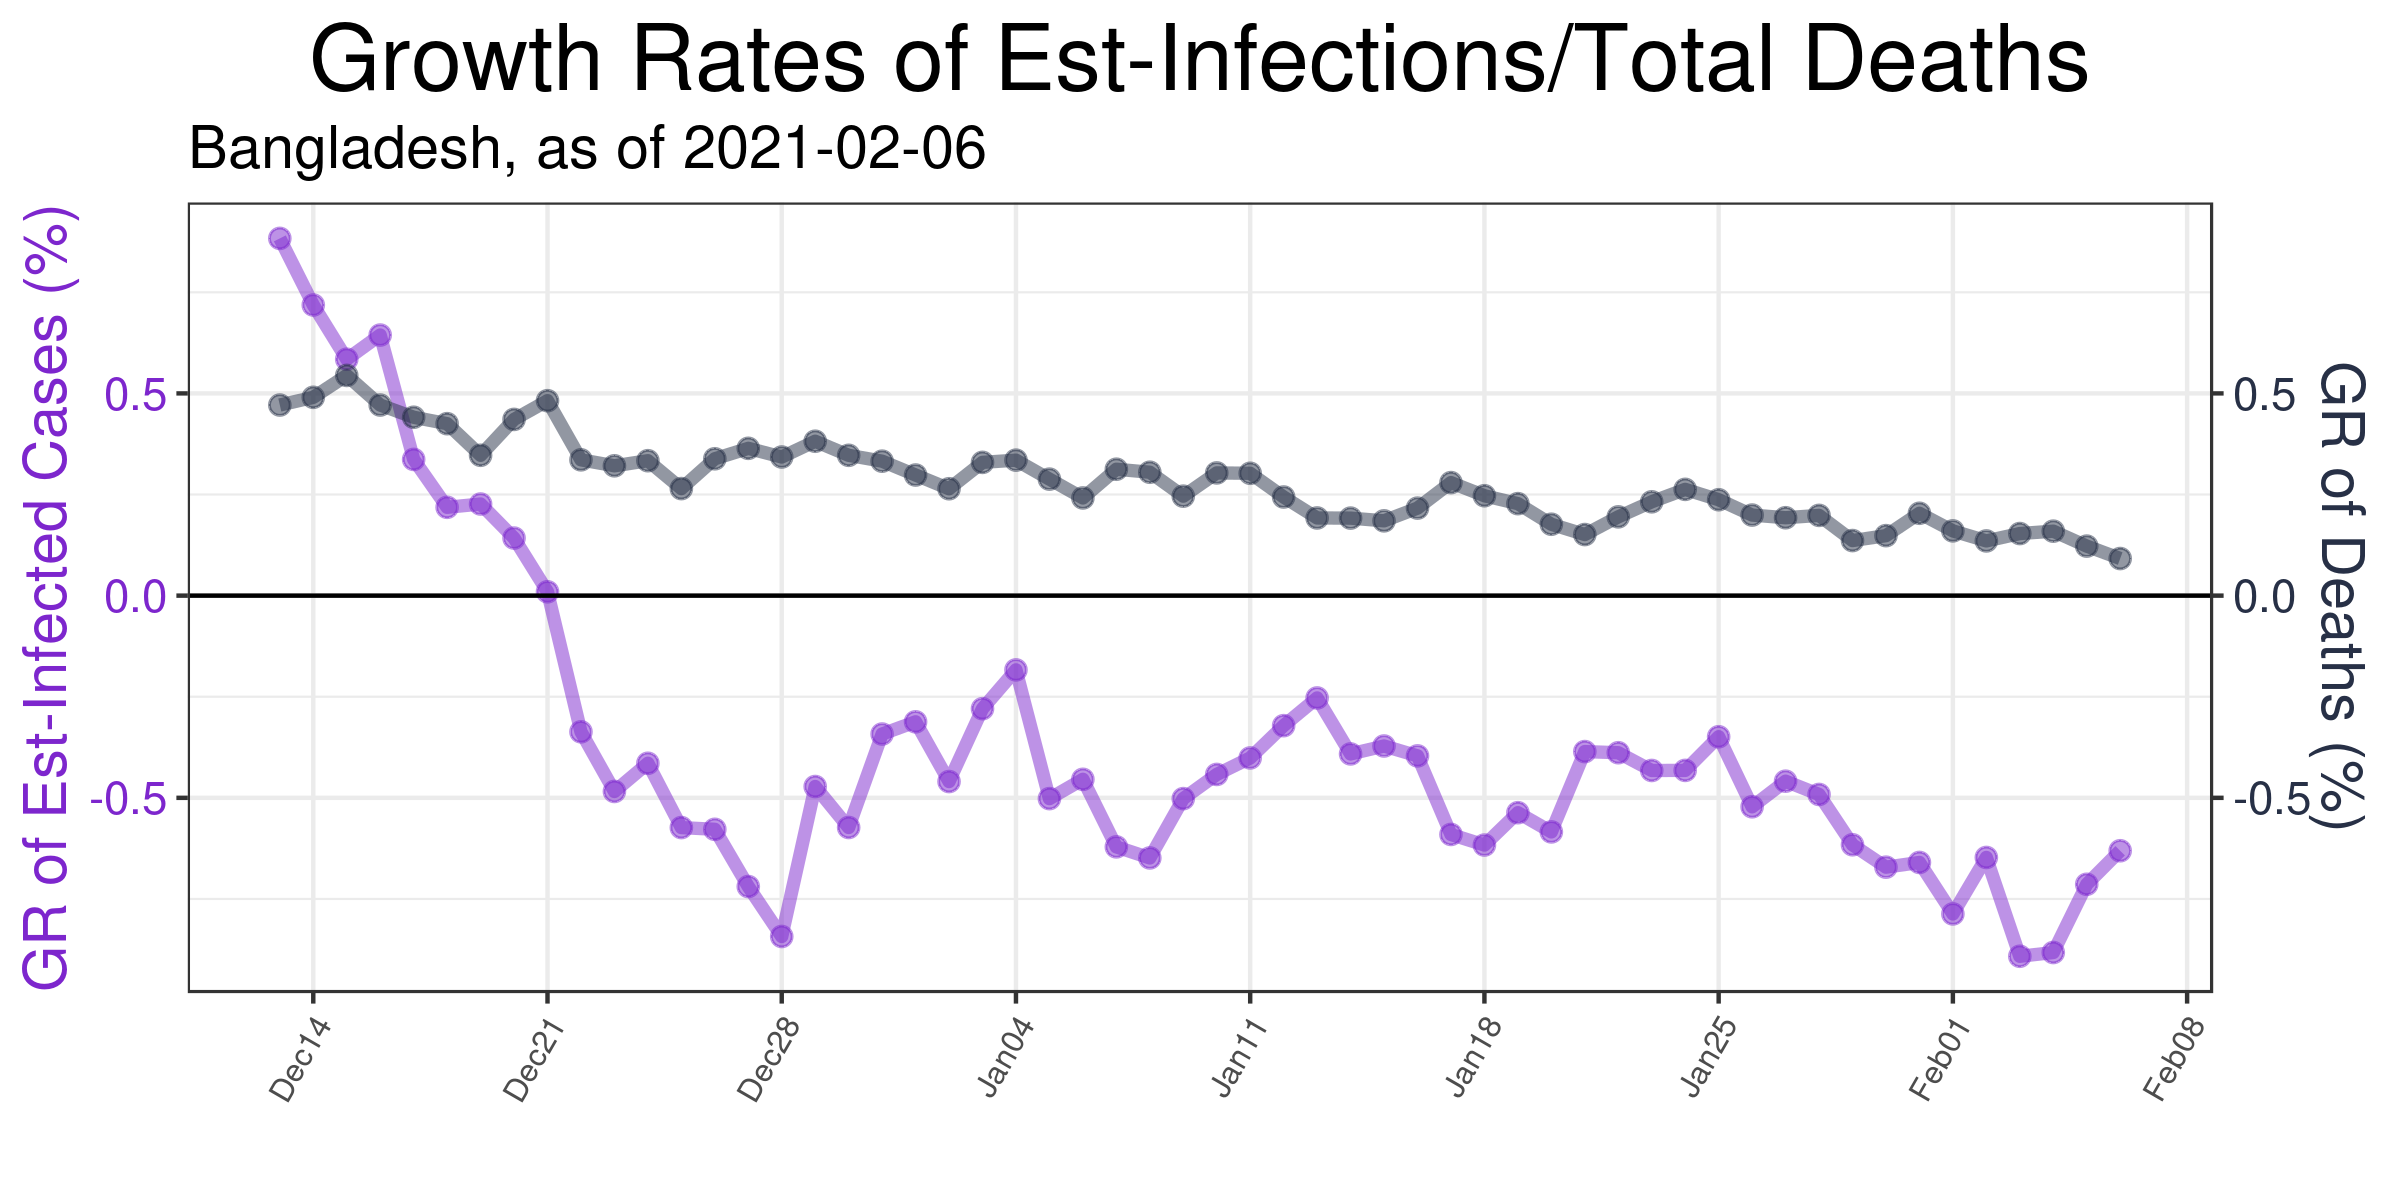 Growth Rates of Est-Infections/Total Deaths
Bangladesh, as of 2021-02-06
GR of Est-Infected Cases (%)
0.5
0.0
-0.5
0.5
0.0
-0.5
GR of Deaths (%)
Dec14
Dec21
Dec28
Jan04
Jan11
Jan18
Jan25
Feb01
Feb08